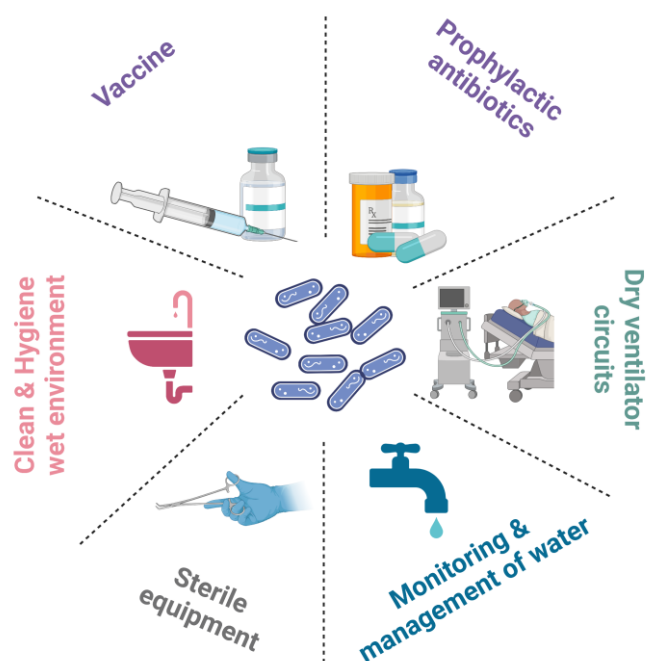 Vaccine
Prophylactic
antibiotics
Dry ventilator
circuits
Monitoring &
management of water
Sterile
equipment
Clean & Hygiene
wet environment